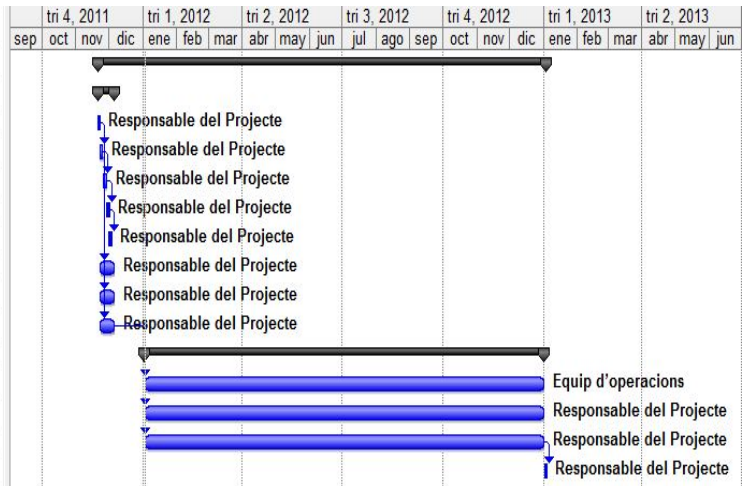 tri 4, 2011 tri 1, 2012 tri 2, 2012 tri 3, 2012 tri 4, 2012 tri 1, 2013 tri 2, 2013
sep oct nov dic ene feb mar abr may jun jul ago sep oct nov dic ene feb mar abr may jun
Responsable del Projecte
Responsable del Projecte
Responsable del Projecte
Responsable del Projecte
Responsable del Projecte
Responsable del Projecte
Responsable del Projecte
Responsable del Projecte
Equip d'operacions
Responsable del Projecte
Responsable del Projecte
Responsable del Projecte